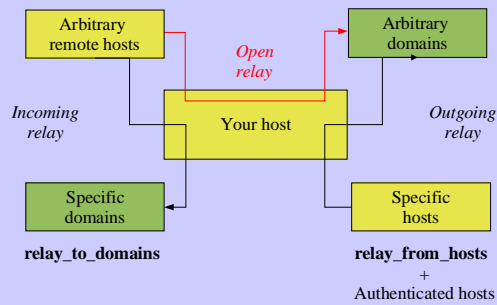 Arbitrary
remote hosts
Open
relay
Arbitrary
domains
Incoming
relay
Your host
Outgoing
relay
Specific
domains
Specific
hosts
relay_to_domains
relay_from_hosts
+
Authenticated hosts